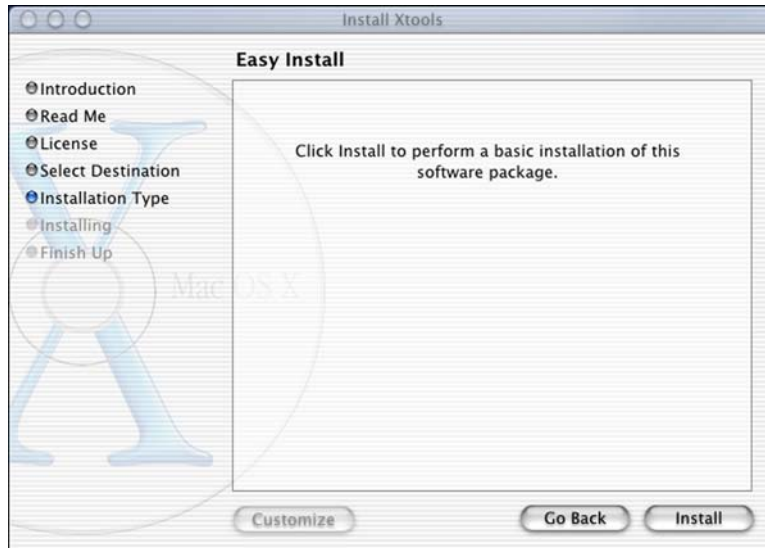 Install Xtools
Easy Install
Introduction
Read Me
License
Select Destination
Installation Type
Installing
Finish Up
Mac OS X
Click Install to perform a basic installation of this
software package.
Customize
Go Back
Install